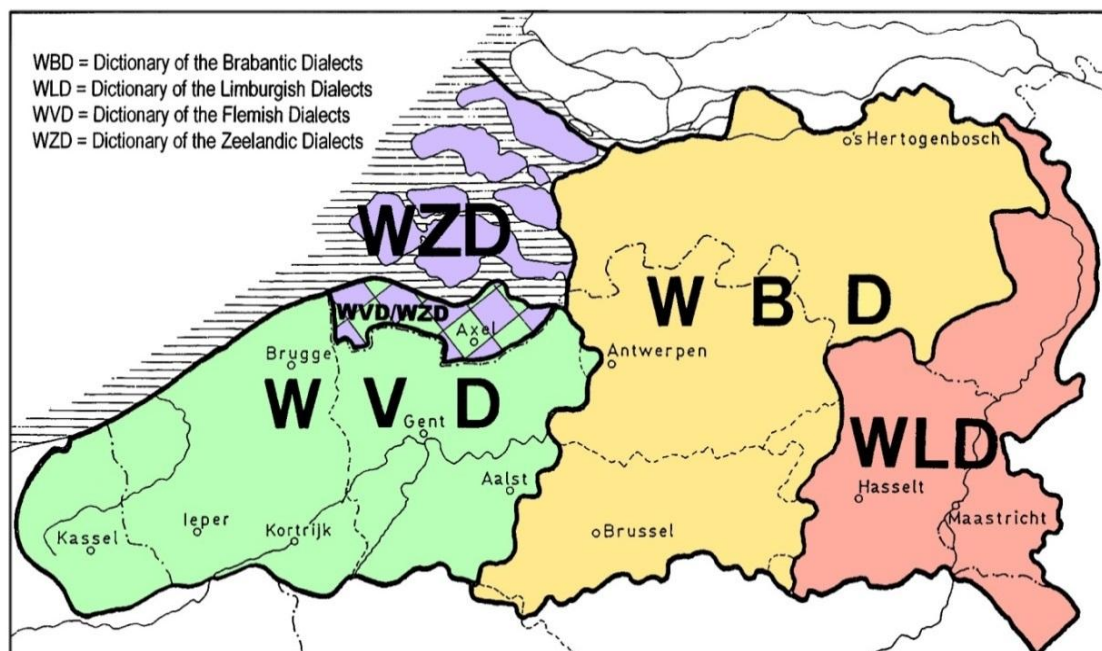 WBD = Dictionary of the Brabantic Dialects
WLD = Dictionary of the Limburgish Dialects
WVD = Dictionary of the Flemish Dialects
WZD = Dictionary of the Zeelandic Dialects
's Hertogenbosch
WZD
W B D
WVD/WZD
Axel
Brugge
Antwerpen
W V D
Gent
WLD
Aalst
Hasselt
Maastricht
Ieper
Kortrijk
Brussel
Kassel